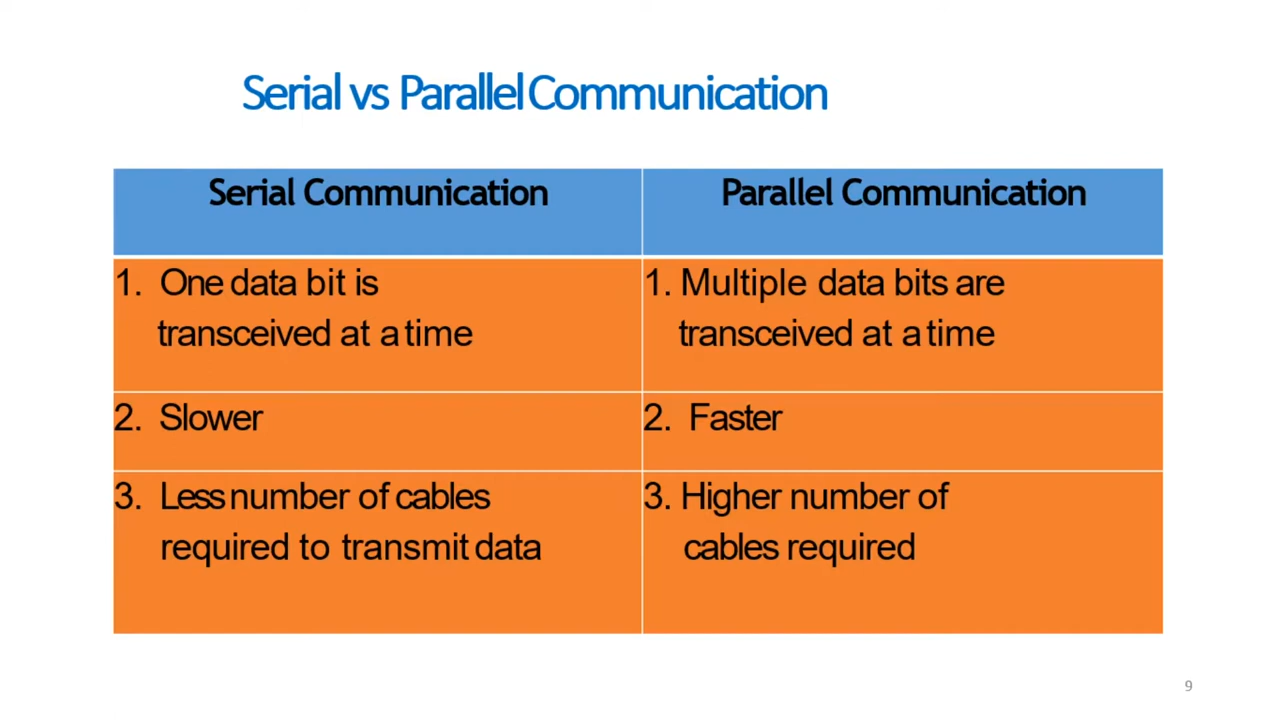 Serial vs Parallel Communication
Serial Communication
Parallel Communication
1. One data bit is
transceived at a time
1. Multiple data bits are
transceived at a time
2. Slower
2. Faster
3. Less number of cables
required to transmit data
3. Higher number of
cables required
9